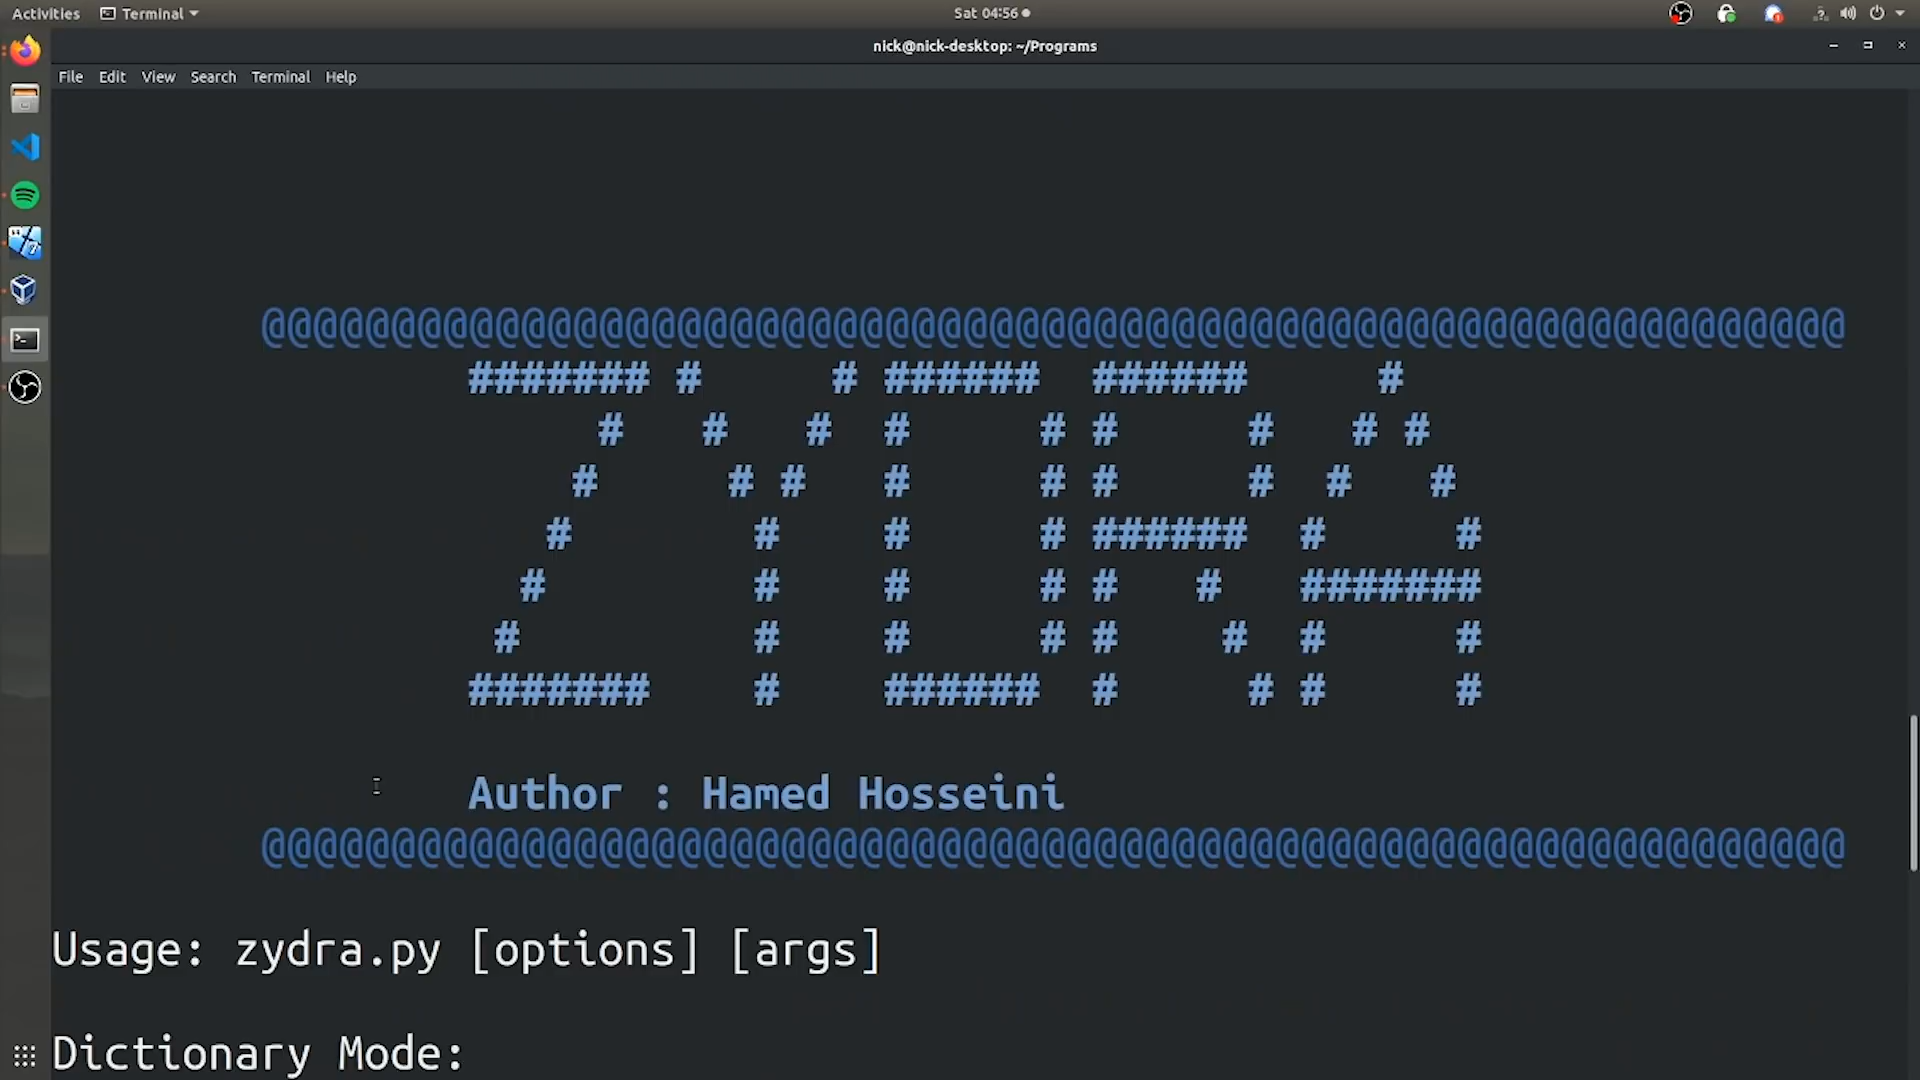 Activities Terminal Sat 04:56
nick@nick-desktop: ~/Programs
File Edit View Search Terminal Help
@@@@@@@@@@@@@@@@@@@@@@@@@@@@@@@@@@@@@@@@@@@@@@@@@@@@@@@@@@@@@
####### #     # ######  ######     #
     #   #   #  #     # #     #   # #
    #     # #   #     # #     #  #   #
   #       #    #     # ######  #     #
  #        #    #     # #   #   #######
 #         #    #     # #    #  #     #
#######    #    ######  #     # #     #
Author : Hamed Hosseini
@@@@@@@@@@@@@@@@@@@@@@@@@@@@@@@@@@@@@@@@@@@@@@@@@@@@@@@@@@@@@
Usage: zydra.py [options] [args]
Dictionary Mode: